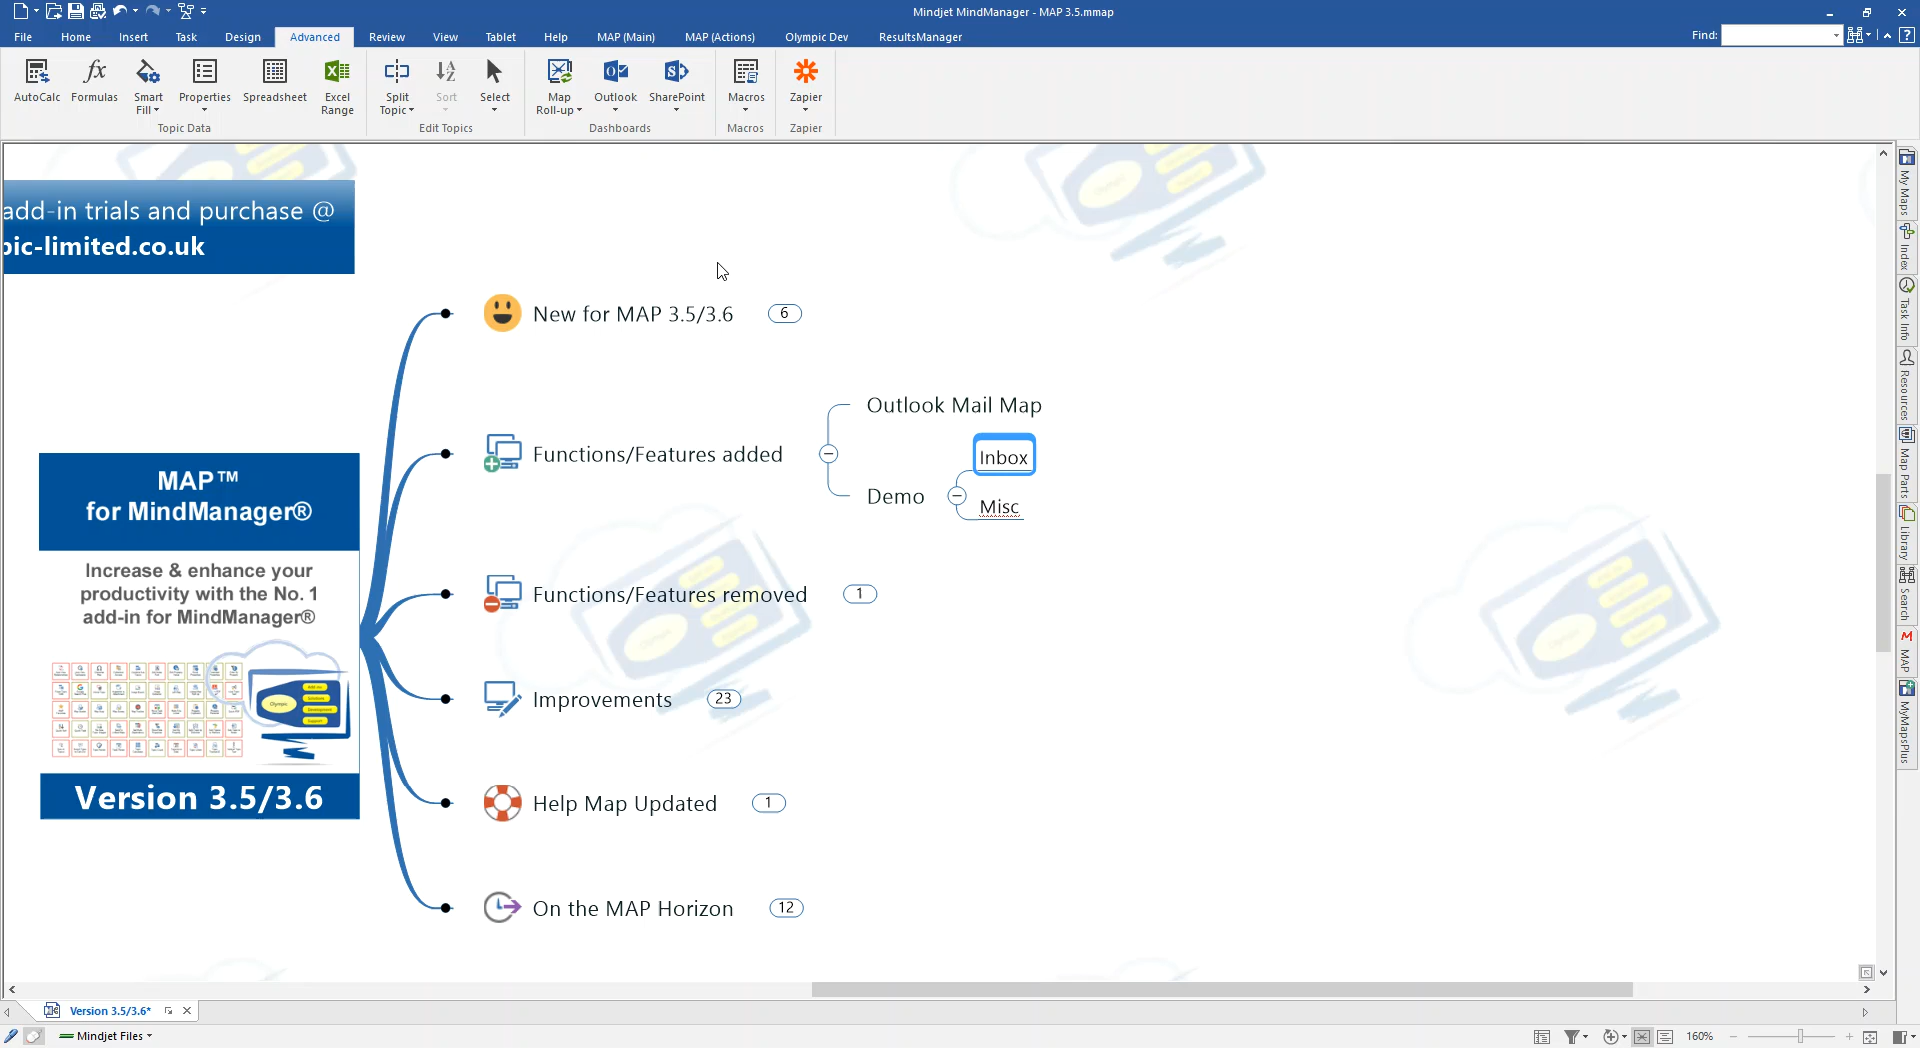 Mindjet MindManager - MAP 3.5.mmap
File Home Insert Task Design Advanced Review View Tablet Help MAP (Main) MAP (Actions) Olympic Dev ResultsManager
Find:
AutoCalc Formulas Smart Fill Properties Spreadsheet Excel Range
Topic Data
Split Topic Sort Select
Edit Topics
Map Roll-up Outlook SharePoint
Dashboards
Macros
Macros
Zapier
Zapier
add-in trials and purchase @
pic-limited.co.uk
MAP™
for MindManager®
Increase & enhance your
productivity with the No. 1
add-in for MindManager®
Version 3.5/3.6
New for MAP 3.5/3.6 6
Functions/Features added
Outlook Mail Map
Demo
Inbox
Misc
Functions/Features removed 1
Improvements 23
Help Map Updated 1
On the MAP Horizon 12
My Maps
Index
Task Info
Resources
Map Parts
Library
Search
MAP
MyMapsPlus
Version 3.5/3.6*
Mindjet Files
160%